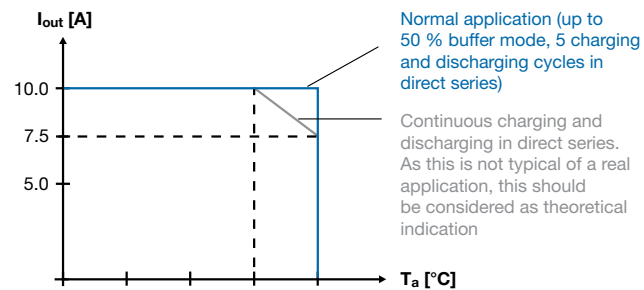 Iout [A]
Normal application (up to
50 % buffer mode, 5 charging
and discharging cycles in
direct series)
10.0
Continuous charging and
discharging in direct series.
As this is not typical of a real
application, this should
be considered as theoretical
indication
7.5
5.0
Ta [°C]